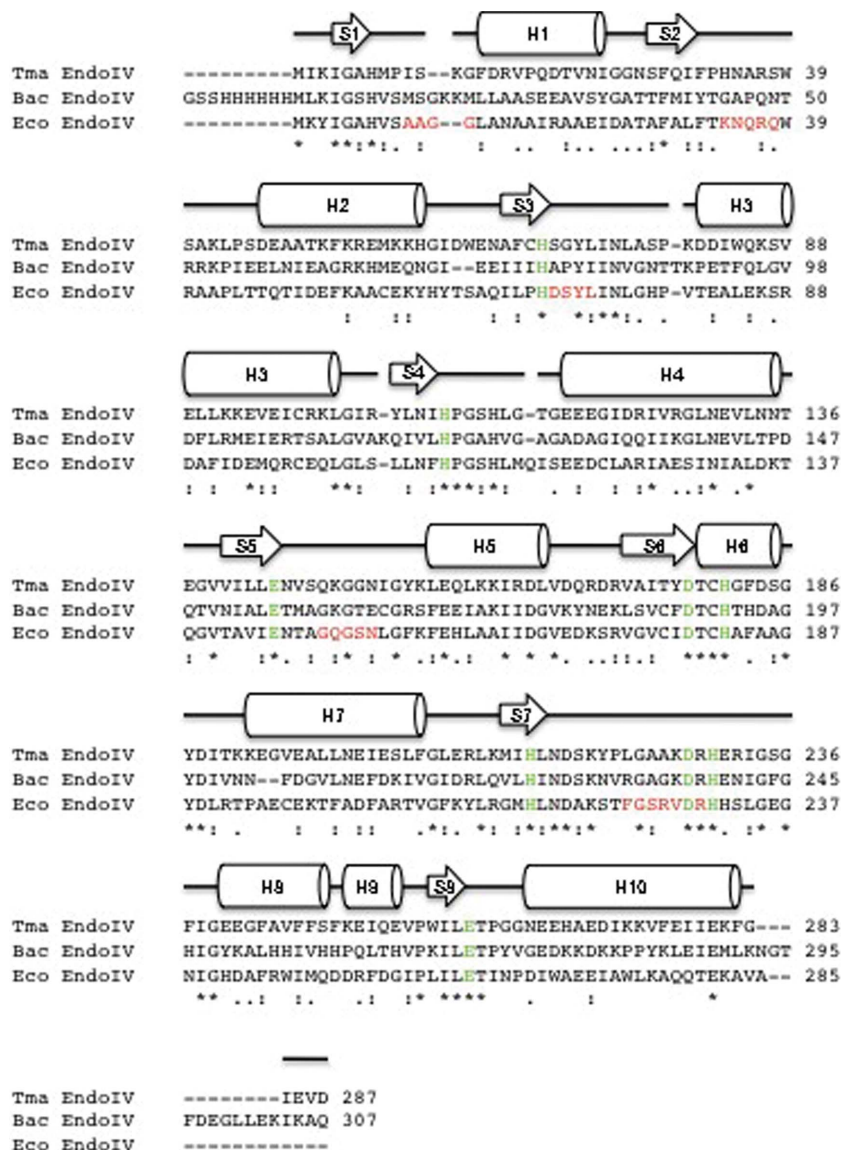 S1 H1 S2
Tma EndoIV ---------MIKIGAHMPIS--KGFDRVPQDTVNIGGNSFQIFPHNARSW 39
Bac EndoIV GSSHHHHHHMLKIGSHVSMSGKKMLLAASEEAVSYGATTFMIYTGAPQNT 50
Eco EndoIV ---------MKYIGAHVSAAG--GLANAAIRAAEIDATAFALFTKNQRQW 39
* **:*:. : : .. :.. ... :* :: :.
H2 S3 H3
Tma EndoIV SAKLPSDEAATKFKREMKKHGIDWENAFCHSGYLINLASP-KDDIWQKSV 88
Bac EndoIV RRKPIEELNIEAGRKHMEQNGI--EEIIIHAPYIINVGNTTKPETFQLGV 98
Eco EndoIV RAAPLTTQTIDEFKAACEKYHYTSAQILPHDSYLINLGHP-VTEALEKSR 88
: :: : : * *:**:. . : : .
H3 S4 H4
Tma EndoIV ELLKKEVEICRKLGIR-YLNIHPGSHLG-TGEEEGIDRIVRGLNEVLNNT 136
Bac EndoIV DFLRMEIERTSALGVAKQIVLHPGAHVG-AGADAGIQQIIKGLNEVLTPD 147
Eco EndoIV DAFIDEMQRCEQLGLS-LLNFHPGSHLMQISEEDCLARIAESINIALDKT 137
: : *:: **: : :***:*: . : : :* ..:* .*
S5 H5 S6 H6
Tma EndoIV EGVVILLENVSQKGGNIGYKLEQLKKIRDLVDQRDRVAITYDTCHGFDSG 186
Bac EndoIV QTVNIALETMAGKGTECGRSFEEIAKIIDGVKYNEKLSVCFDTCHTHDAG 197
Eco EndoIV QGVTAVIENTAGQGSNLGFKFEHLAAIIDGVEDKSRVGVCIDTCHAFAAG 187
: * :*. : :* : * .:*.: * * *. ..::.: **** . :*
H7 S7
Tma EndoIV YDITKKEGVEALLNEIESLFGLERLKMIHLNDSKYPLGAAKDRHERIGSG 236
Bac EndoIV YDIVNN--FDGVLNEFDKIVGIDRLQVLHINDSKNVRGAGKDRHENIGFG 245
Eco EndoIV YDLRTPAECEKTFADFARTVGFKYLRGMHLNDAKSTFGSRVDRHHSLGEG 237
**: . : : :: .*:. *: :*:**:* *: ***. :* *
H8 H9 S8 H10
Tma EndoIV FIGEEGFAVFFSFKEIQEVPWILETPGGNEEHAEDIKKVFEIIEKFG--- 283
Bac EndoIV HIGYKALHHIVHHPQLTHVPKILETPYVGEDKKDKKPPYKLEIEMLKNGT 295
Eco EndoIV NIGHDAFRWIMQDDRFDGIPLILETINPDIWAEEIAWLKAQQTEKAVA-- 285
** ..: :. .: :* **** . : *
Tma EndoIV --------IEVD 287
Bac EndoIV FDEGLLEKIKAQ 307
Eco EndoIV ------------